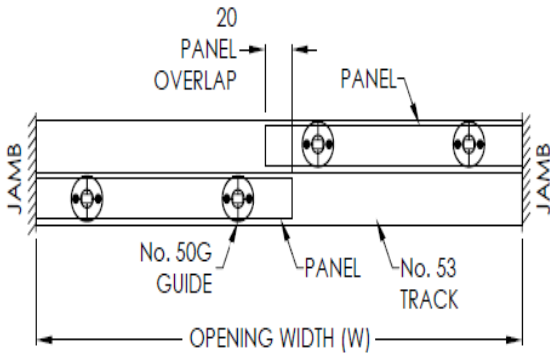 20
PANEL
OVERLAP
PANEL
JAMB
JAMB
No. 50G
GUIDE
PANEL
No. 53
TRACK
OPENING WIDTH (W)